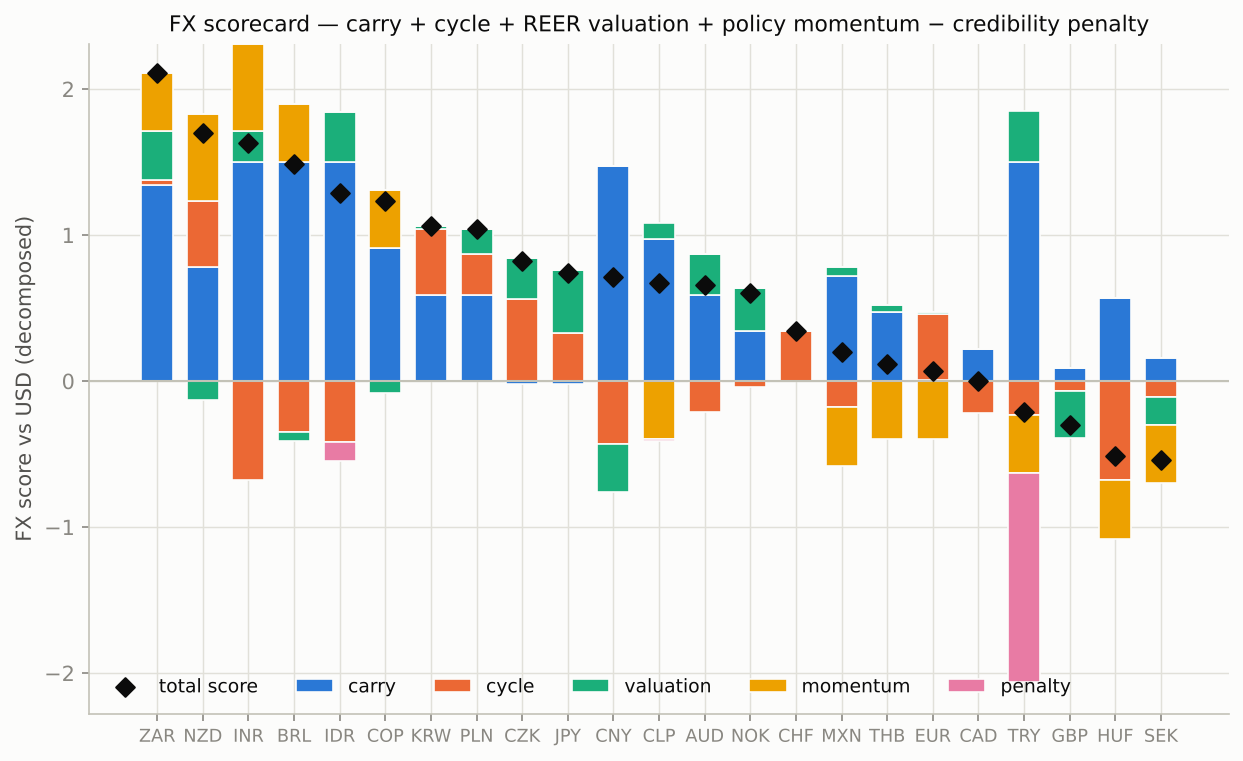 FX scorecard — carry + cycle + REER valuation + policy momentum − credibility penalty
FX score vs USD (decomposed)
2
1
0
−1
−2
total score carry cycle valuation momentum penalty
ZAR NZD INR BRL IDR COP KRW PLN CZK JPY CNY CLP AUD NOK CHF MXN THB EUR CAD TRY GBP HUF SEK